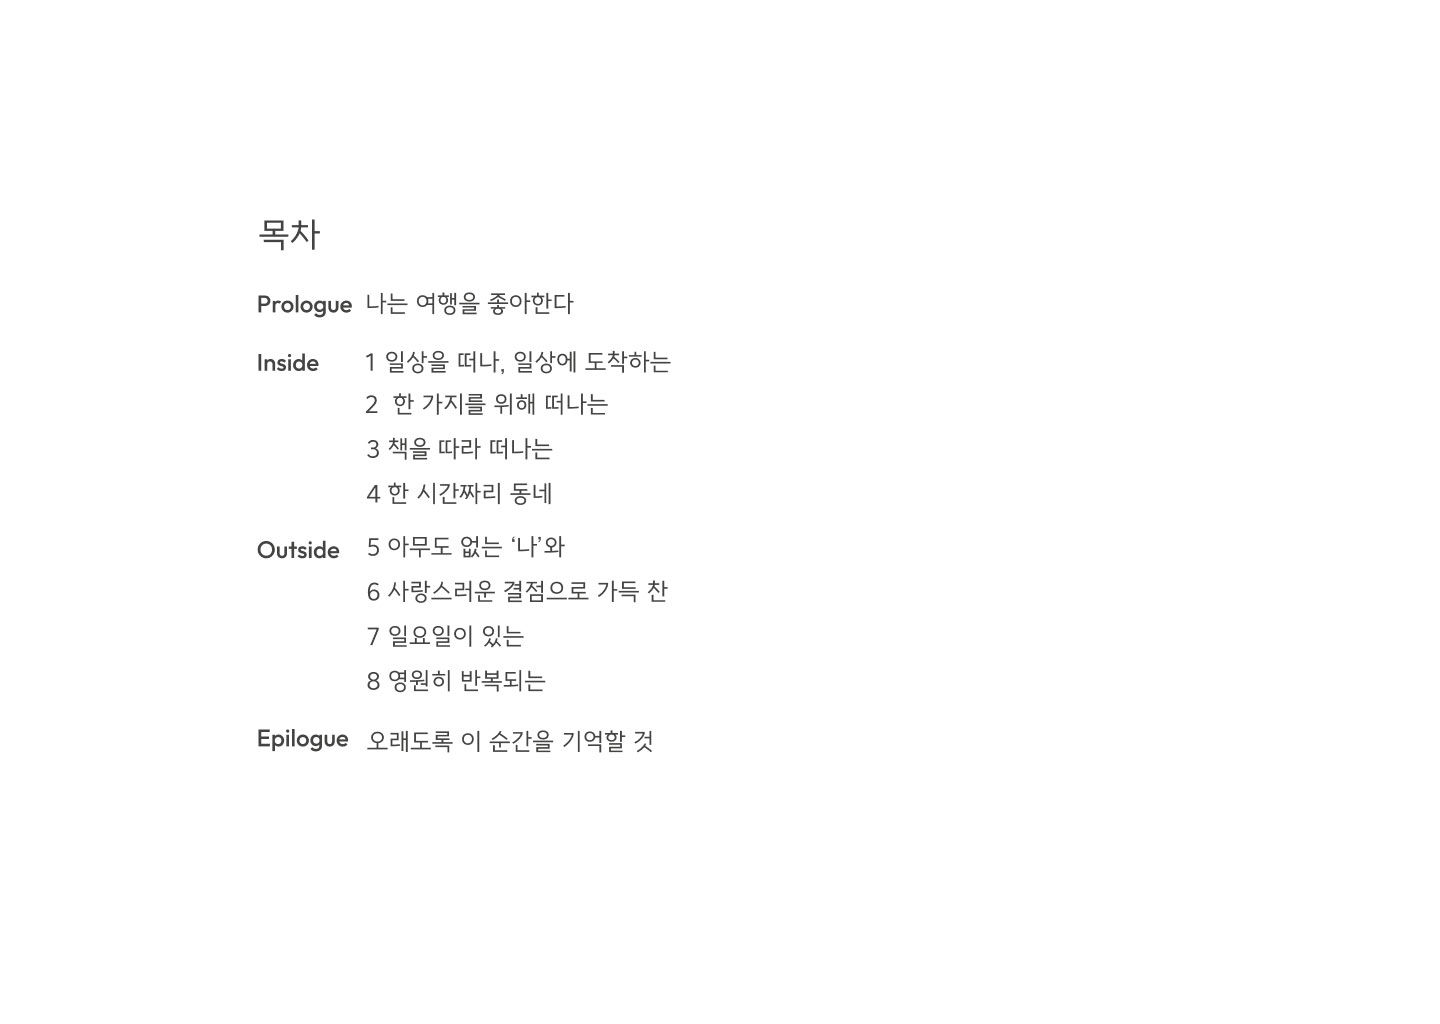 목차
Prologue 나는 여행을 좋아한다
Inside 1 일상을 떠나, 일상에 도착하는
2 한 가지를 위해 떠나는
3 책을 따라 떠나는
4 한 시간짜리 동네
Outside 5 아무도 없는 ‘나’와
6 사랑스러운 결점으로 가득 찬
7 일요일이 있는
8 영원히 반복되는
Epilogue 오래도록 이 순간을 기억할 것